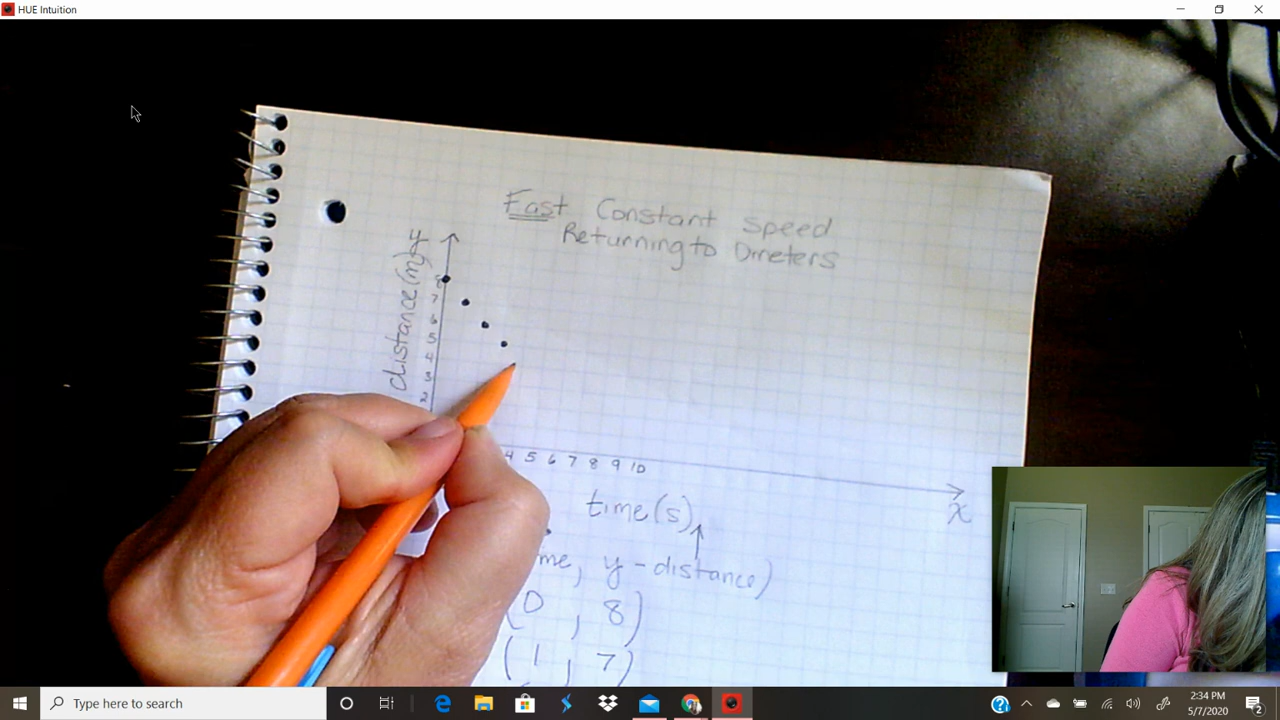 HUE Intuition
Fast Constant Speed
Returning to 0meters
distance(m) y
8
7
6
5
4
3
2
4 5 6 7 8 9 10
x
time(s)
me, y - distance)
(0 , 8)
(1 , 7)
Type here to search
2:34 PM
5/7/2020
2